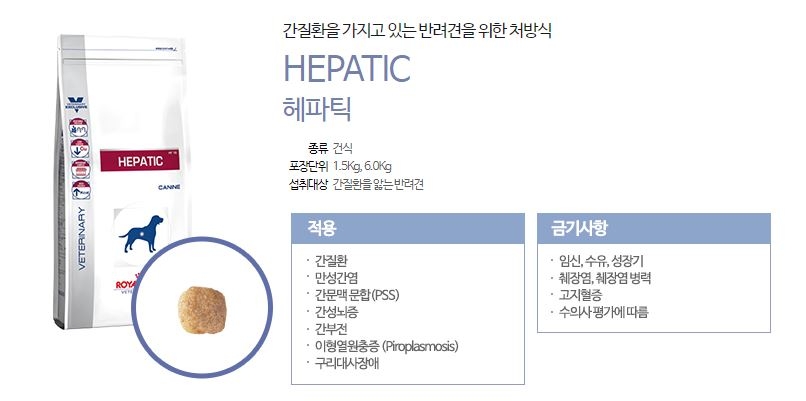 간질환을 가지고 있는 반려견을 위한 처방식
HEPATIC
헤파틱
종류 건식
포장단위 1.5Kg, 6.0Kg
섭취대상 간질환을 앓는 반려견
적용
· 간질환
· 만성간염
· 간문맥 문합 (PSS)
· 간성뇌증
· 간부전
· 이형열원충증 (Piroplasmosis)
· 구리대사장애
금기사항
· 임신, 수유, 성장기
· 췌장염, 췌장염 병력
· 고지혈증
· 수의사 평가에 따름
HEPATIC
CANINE
VETERINARY
ROYA